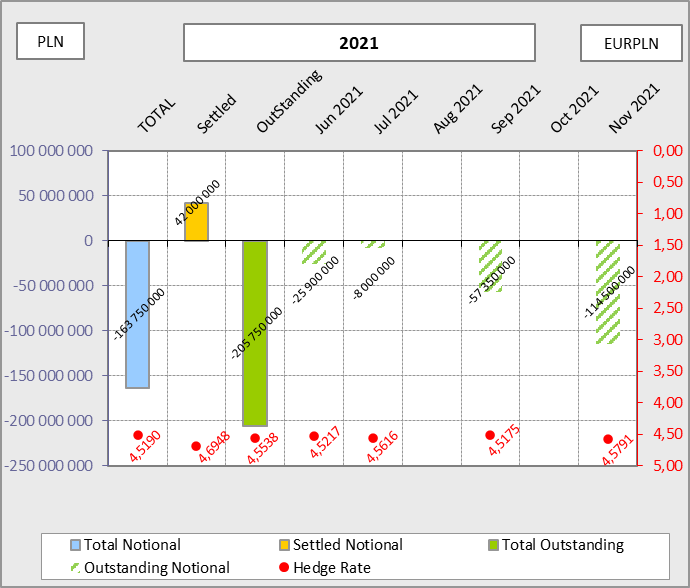 PLN 2021 EURPLN
TOTAL Settled OutStanding Jun 2021 Jul 2021 Aug 2021 Sep 2021 Oct 2021 Nov 2021
100 000 000 0,00
50 000 000 0,50
0 1,00
-50 000 000 1,50
-100 000 000 2,00
-150 000 000 2,50
-200 000 000 3,00
-250 000 000 3,50
4,00
4,50
5,00
-163 750 000
42 000 000
-205 750 000
-25 900 000
-8 000 000
-57 350 000
-114 500 000
4,5190 4,6948 4,5538 4,5217 4,5616 4,5175 4,5791
Total Notional Settled Notional Total Outstanding
Outstanding Notional Hedge Rate